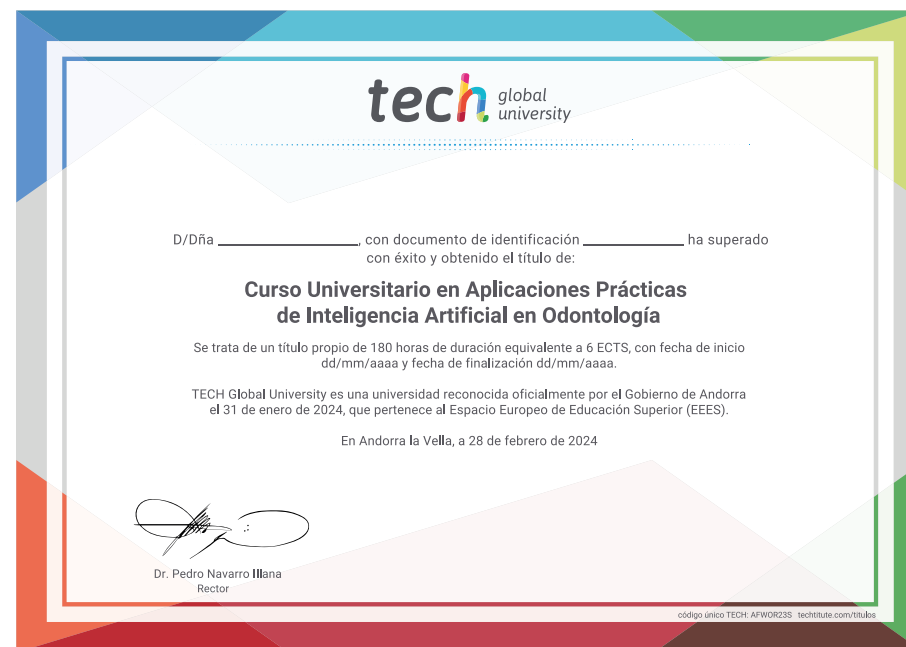 tech global university
D/Dña ____________________, con documento de identificación ______________ ha superado
con éxito y obtenido el título de:
Curso Universitario en Aplicaciones Prácticas
de Inteligencia Artificial en Odontología
Se trata de un título propio de 180 horas de duración equivalente a 6 ECTS, con fecha de inicio
dd/mm/aaaa y fecha de finalización dd/mm/aaaa.
TECH Global University es una universidad reconocida oficialmente por el Gobierno de Andorra
el 31 de enero de 2024, que pertenece al Espacio Europeo de Educación Superior (EEES).
En Andorra la Vella, a 28 de febrero de 2024
Dr. Pedro Navarro Illana
Rector
código único TECH: AFWOR23S techtitute.com/titulos